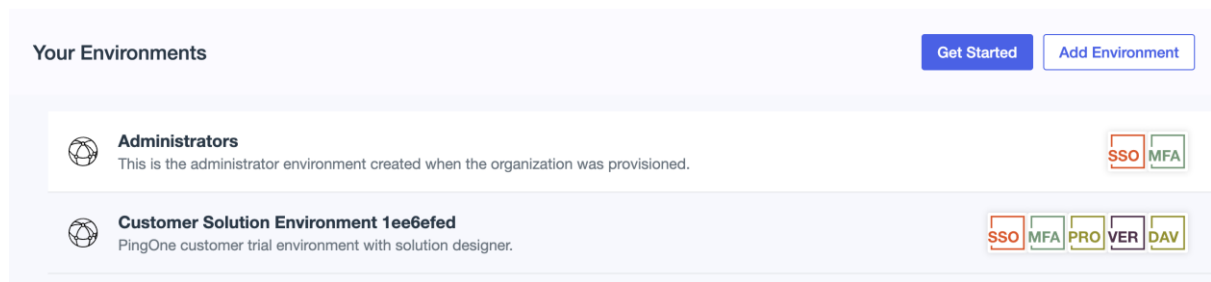 Your Environments
Get Started
Add Environment
Administrators
This is the administrator environment created when the organization was provisioned.
SSO MFA
Customer Solution Environment 1ee6efed
PingOne customer trial environment with solution designer.
SSO MFA PRO VER DAV